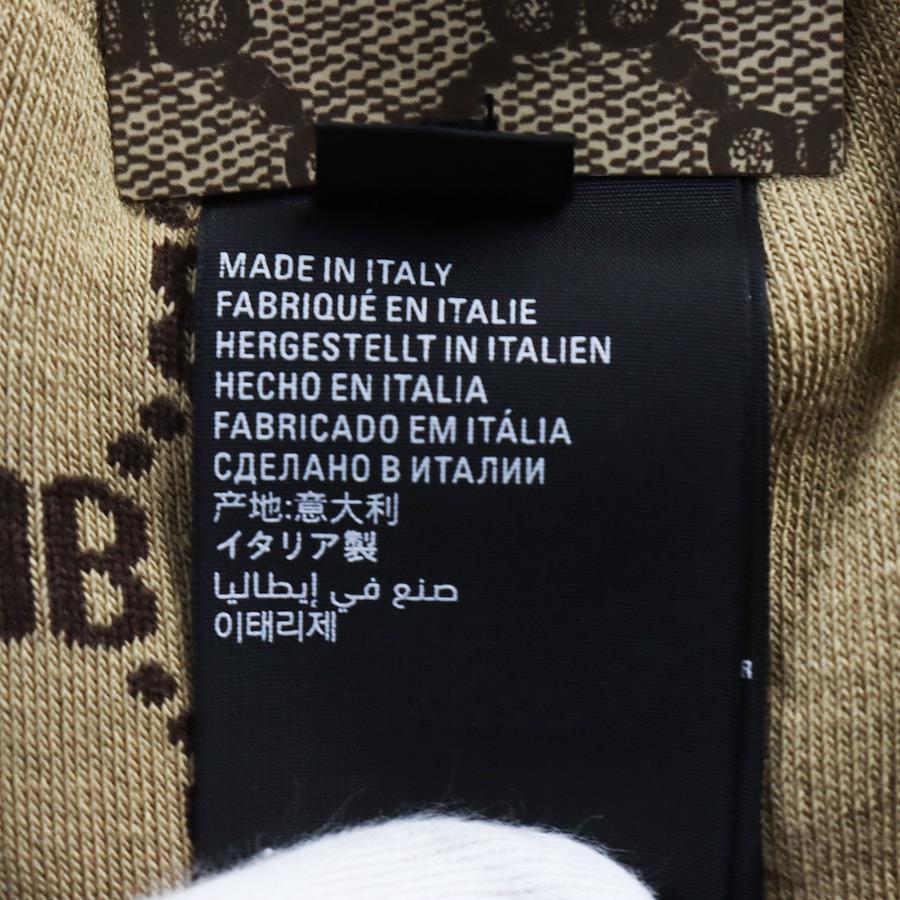 MADE IN ITALY
FABRIQUÉ EN ITALIE
HERGESTELLT IN ITALIEN
HECHO EN ITALIA
FABRICADO EM ITÁLIA
СДЕЛАНО В ИТАЛИИ
产地:意大利
イタリア製
صنع في إيطاليا
이태리제
R